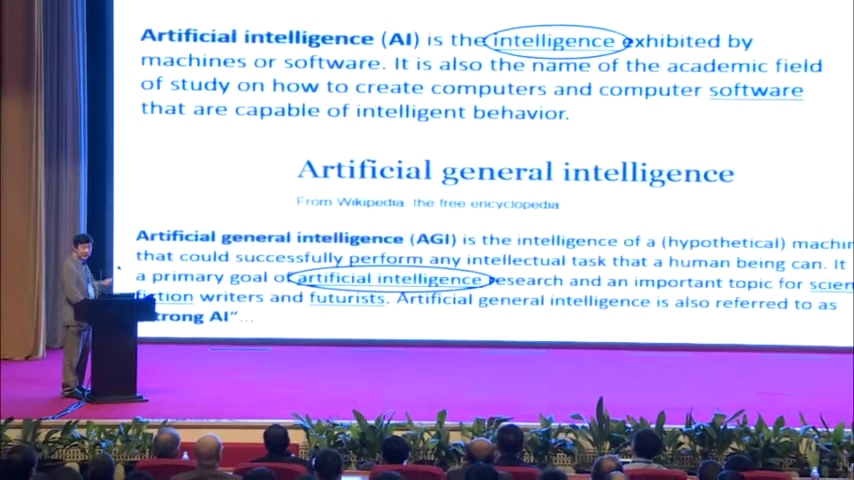 Artificial intelligence (AI) is the intelligence exhibited by
machines or software. It is also the name of the academic field
of study on how to create computers and computer software
that are capable of intelligent behavior.
Artificial general intelligence
From Wikipedia the free encyclopedia
Artificial general intelligence (AGI) is the intelligence of a (hypothetical) machin
that could successfully perform any intellectual task that a human being can. It
a primary goal of artificial intelligence research and an important topic for scien
fiction writers and futurists. Artificial general intelligence is also referred to as
strong AI"...